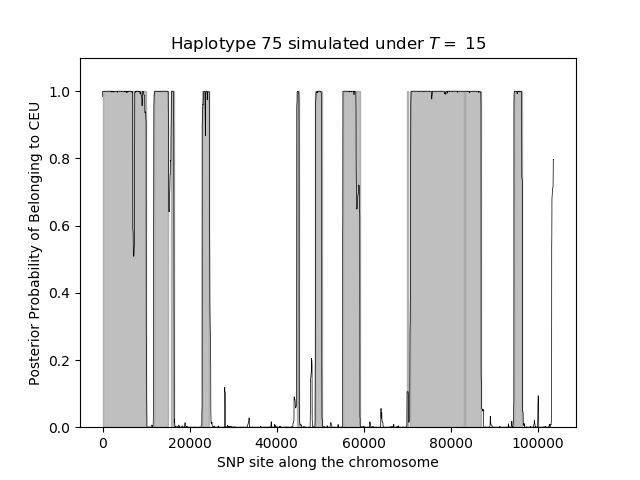 Haplotype 75 simulated under T = 15
Posterior Probability of Belonging to CEU
1.0
0.8
0.6
0.4
0.2
0.0
0 20000 40000 60000 80000 100000
SNP site along the chromosome